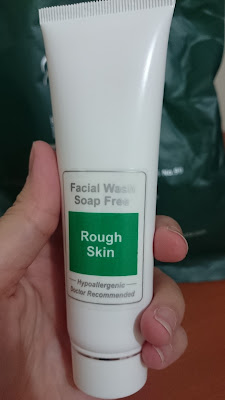 Facial Wash
Soap Free
Rough
Skin
Hypoallergenic
Doctor Recommended